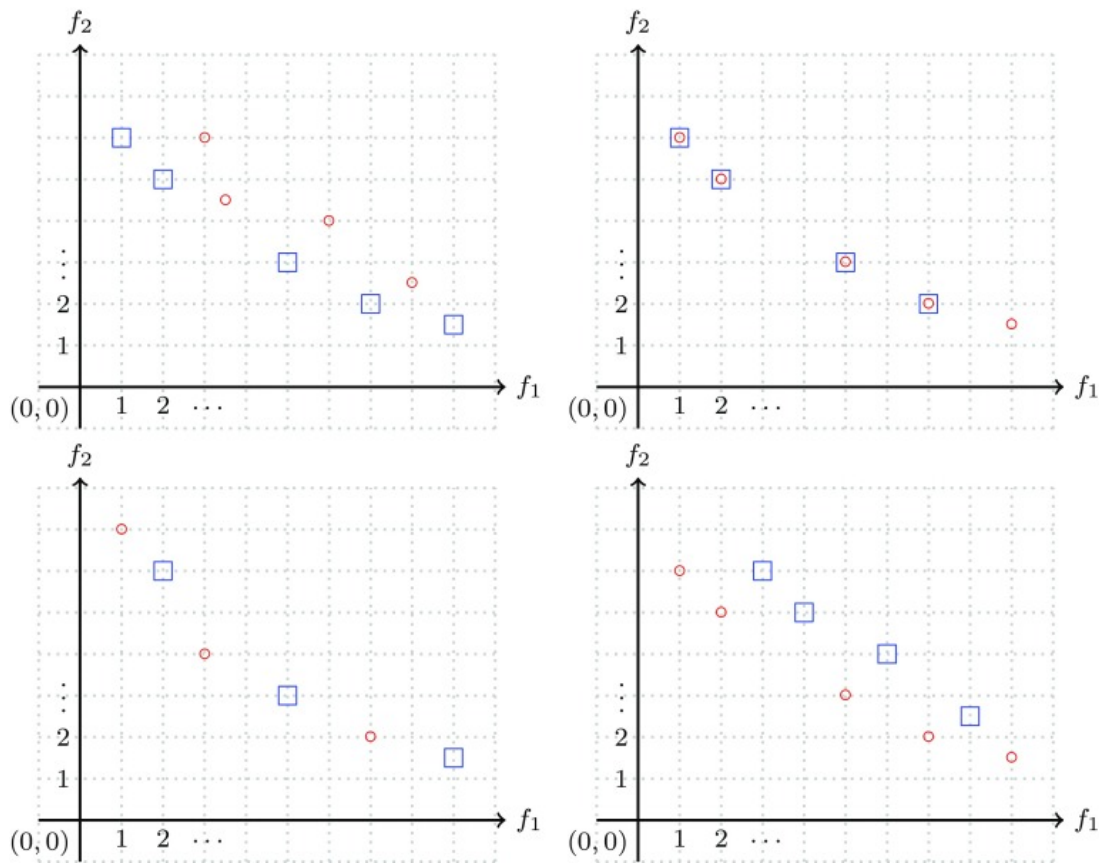 f₂
f₂
⋮
2
1
(0, 0)
1 2 ⋯
f₁
⋮
2
1
(0, 0)
1 2 ⋯
f₁
f₂
f₂
⋮
2
1
(0, 0)
1 2 ⋯
f₁
⋮
2
1
(0, 0)
1 2 ⋯
f₁